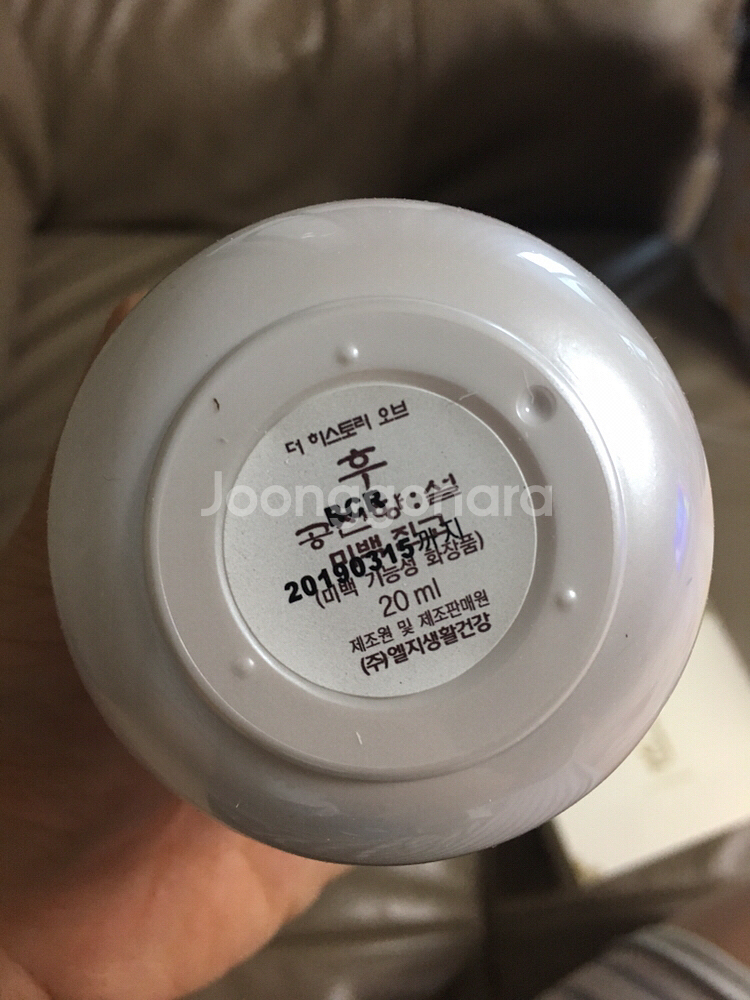 더 히스토리 오브
후
공진향:설
미백
20190315까지
(미백 기능성 화장품)
20 ml
제조원 및 제조판매원
(주)엘지생활건강
Joonggonara